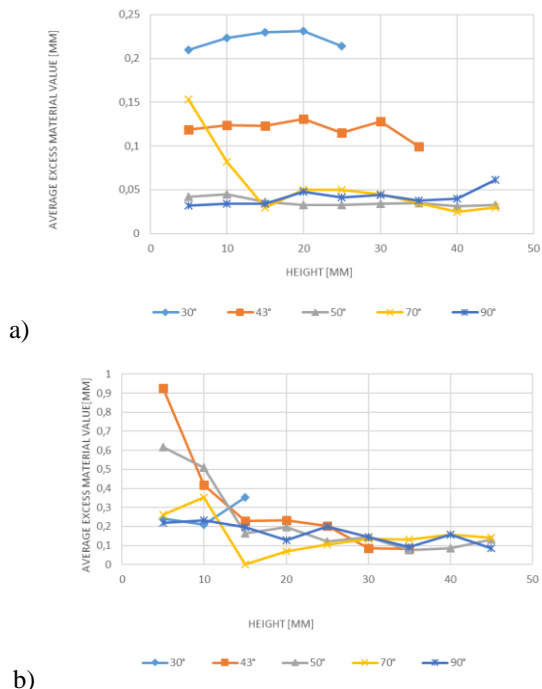 0,25
0,2
0,15
0,1
0,05
0
0 10 20 30 40 50
AVERAGE EXCESS MATERIAL VALUE [MM]
HEIGHT [MM]
30° 43° 50° 70° 90°
a)
1
0,9
0,8
0,7
0,6
0,5
0,4
0,3
0,2
0,1
0
0 10 20 30 40 50
AVERAGE EXCESS MATERIAL VALUE[MM]
HEIGHT [MM]
30° 43° 50° 70° 90°
b)